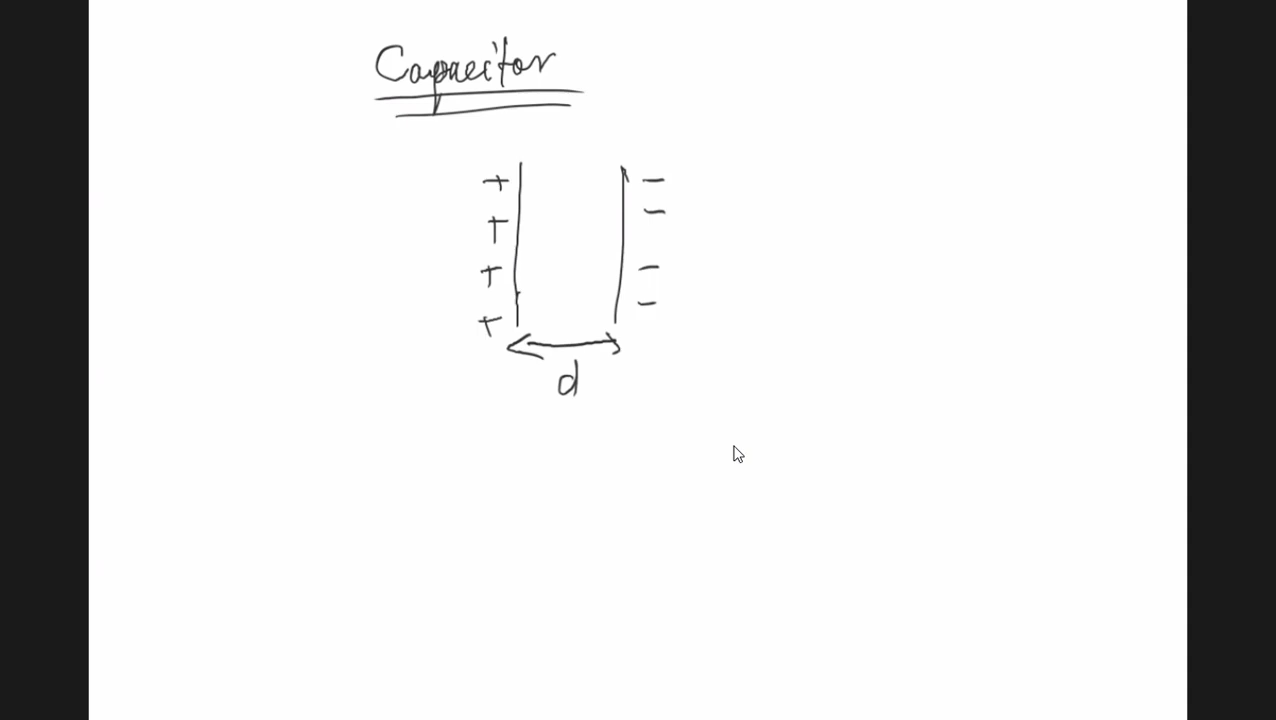 Capacitor
+ −
+ −
+ −
+ −
d